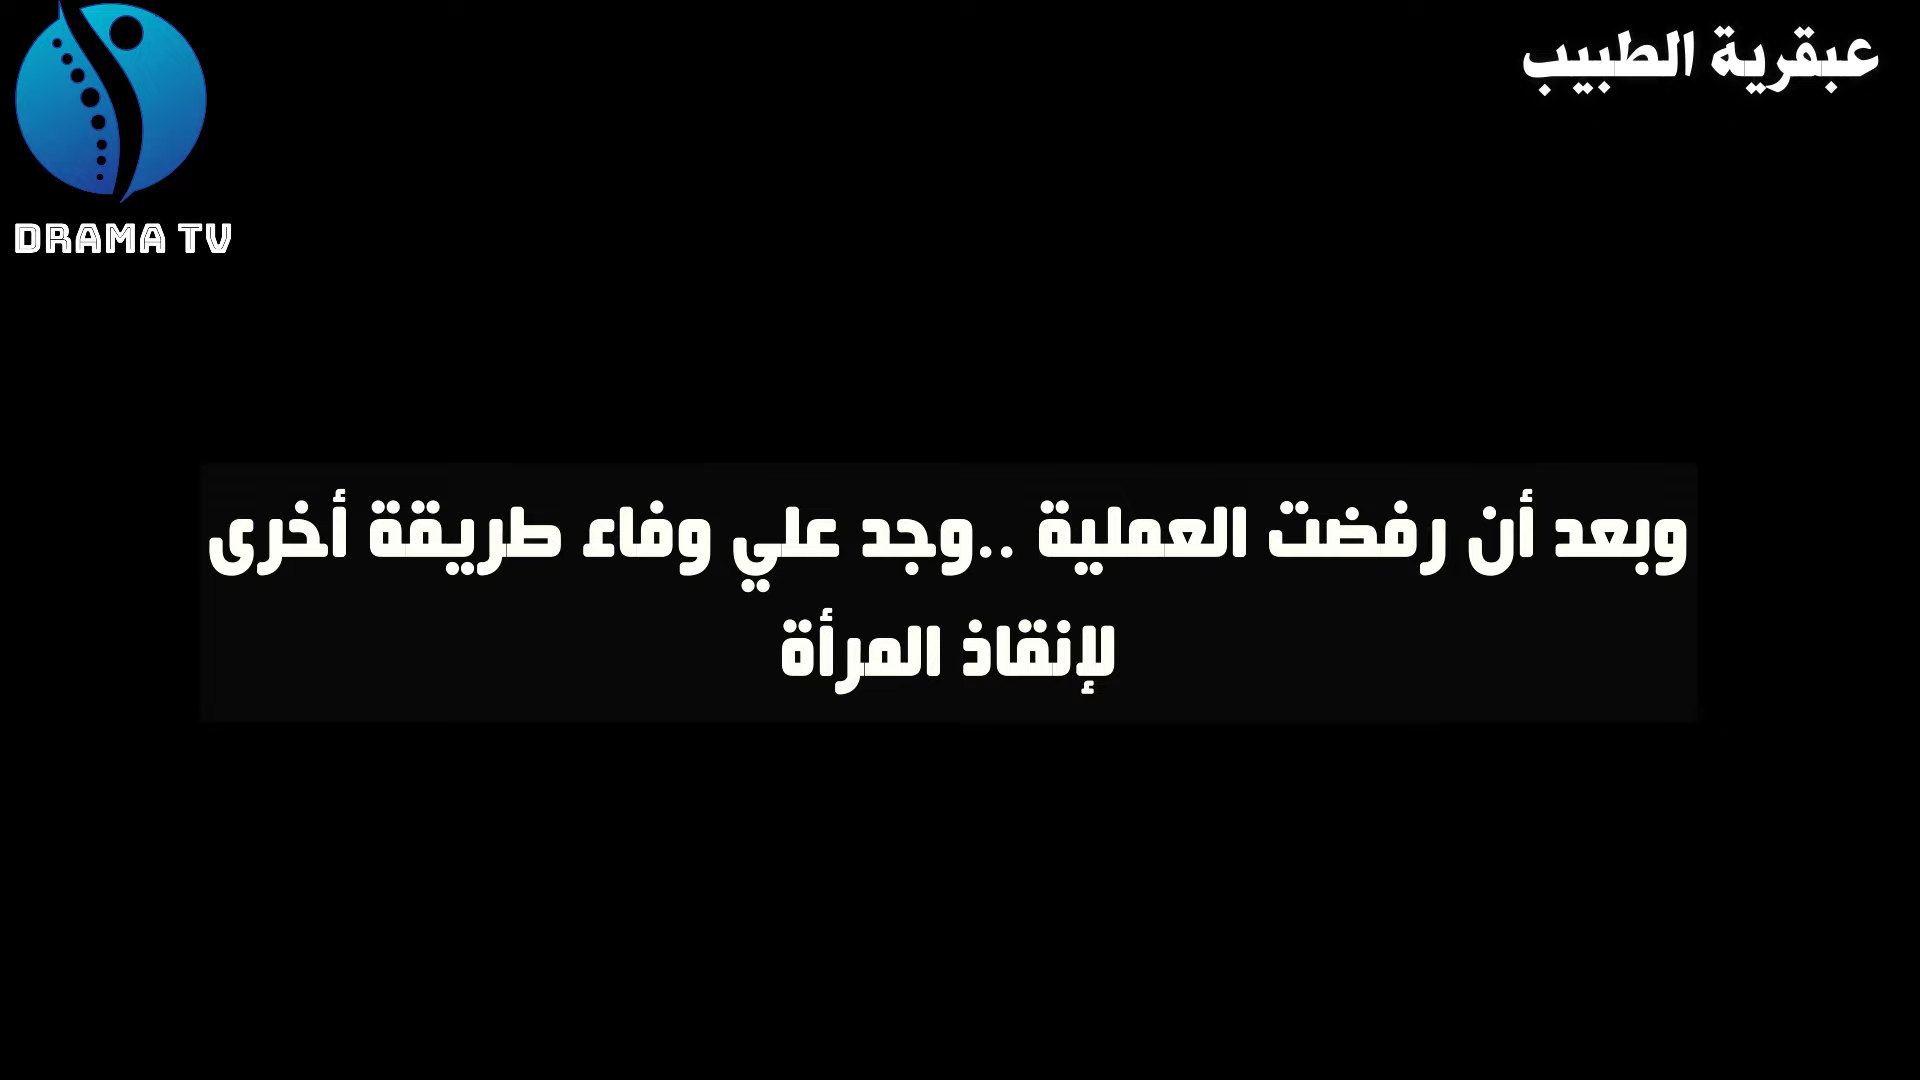 عبقرية الطبيب
DRAMA TV
وبعد أن رفضت العملية ..وجد علي وفاء طريقة أخرى
لإنقاذ المرأة